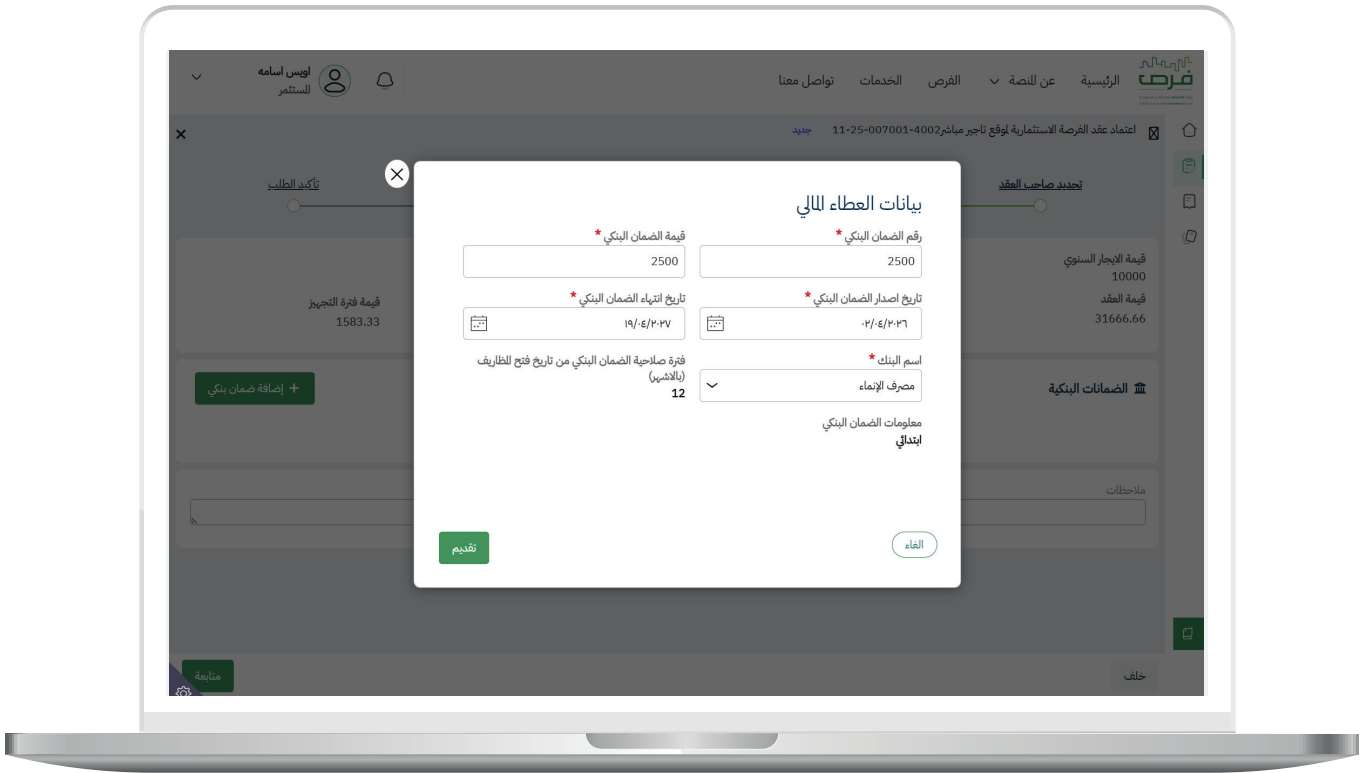 فرص
الرئيسية
عن المنصة
الفرص
الخدمات
تواصل معنا
اويس اسامه
المستثمر
اعتماد عقد الفرصة الاستثمارية لموقع تاجير مباشر4002-007001-25-11
جديد
تحديد صاحب العقد
تأكيد الطلب
قيمة الايجار السنوي
10000
قيمة العقد
31666.66
قيمة فترة التجهيز
1583.33
الضمانات البنكية
+ إضافة ضمان بنكي
ملاحظات
بيانات العطاء المالي
رقم الضمان البنكي *
2500
قيمة الضمان البنكي *
2500
تاريخ اصدار الضمان البنكي *
٠٢/٠٤/٢٠٢٦
تاريخ انتهاء الضمان البنكي *
١٩/٠٤/٢٠٢٧
اسم البنك *
مصرف الإنماء
فترة صلاحية الضمان البنكي من تاريخ فتح المظاريف
(بالاشهر)
12
معلومات الضمان البنكي
ابتدائي
الغاء
تقديم
خلف
متابعة